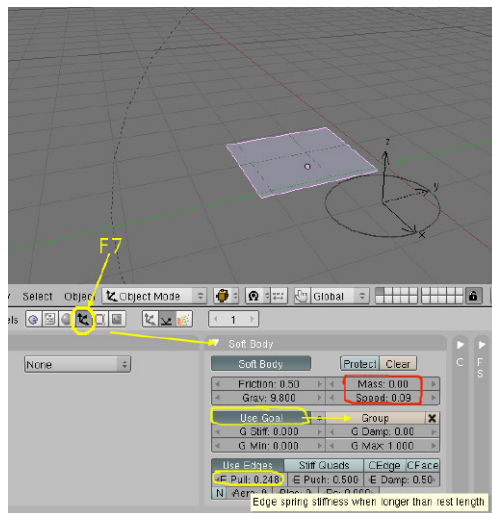 z
y
x
F7
Select Object Object Mode Global
els 1
Soft Body
None Soft Body Protect Clear C F
S
Friction: 0.50 Mass: 0.00
Grav: 9.800 Speed: 0.09
Use Goal Group
G Stiff: 0.000 G Damp: 0.00
G Min: 0.000 G Max: 1.000
Use Edges Stiff Quads CEdge CFace
E Pull: 0.248 E Push: 0.500 E Damp: 0.50
N Aero: 0
Edge spring stiffness when longer than rest length